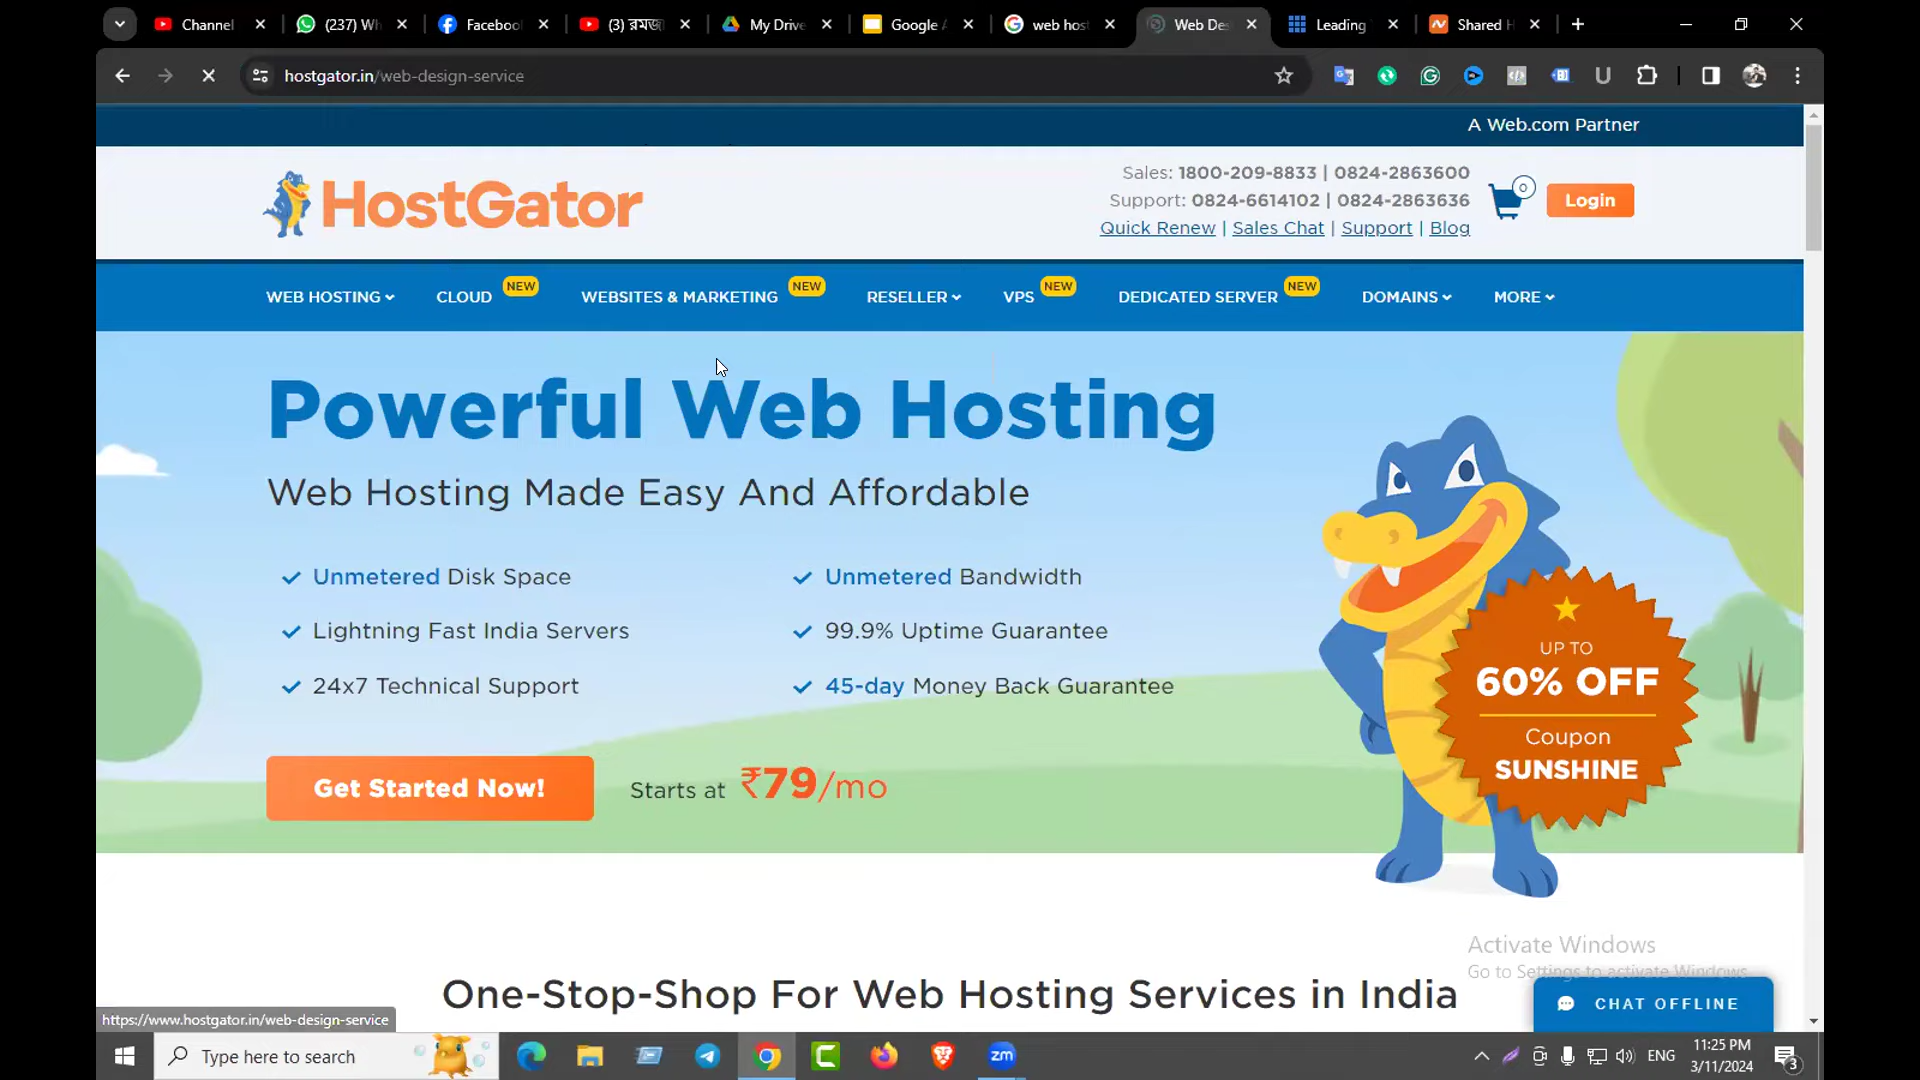 Channel
(237) Wh
Facebool
(3) রমজা
My Drive
Google A
web host
Web Des
Leading
Shared H
hostgator.in/web-design-service
A Web.com Partner
HostGator
Sales: 1800-209-8833 | 0824-2863600
Support: 0824-6614102 | 0824-2863636
Quick Renew | Sales Chat | Support | Blog
0
Login
WEB HOSTING
CLOUD NEW
WEBSITES & MARKETING NEW
RESELLER
VPS NEW
DEDICATED SERVER NEW
DOMAINS
MORE
Powerful Web Hosting
Web Hosting Made Easy And Affordable
Unmetered Disk Space
Unmetered Bandwidth
Lightning Fast India Servers
99.9% Uptime Guarantee
24x7 Technical Support
45-day Money Back Guarantee
UP TO
60% OFF
Coupon
SUNSHINE
Get Started Now!
Starts at ₹79/mo
One-Stop-Shop For Web Hosting Services in India
Activate Windows
Go to Settings to activate Windows.
CHAT OFFLINE
https://www.hostgator.in/web-design-service
Type here to search
zm
ENG
11:25 PM
3/11/2024
3